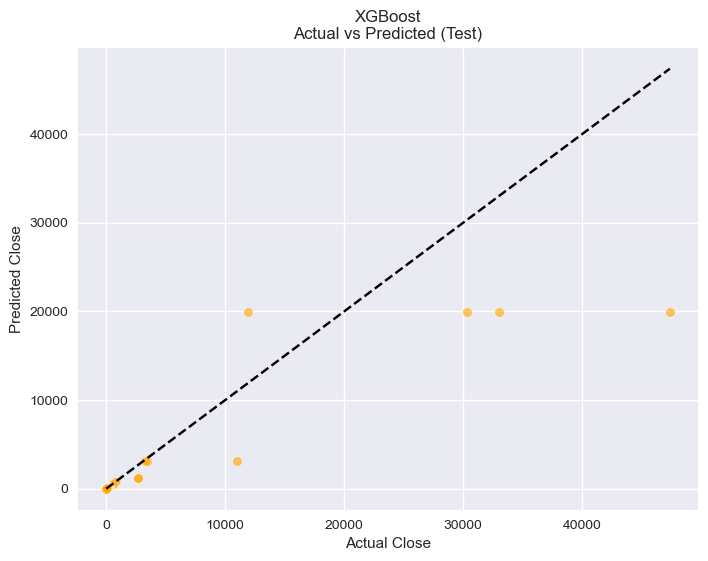 XGBoost
Actual vs Predicted (Test)
Predicted Close
40000
30000
20000
10000
0
0 10000 20000 30000 40000
Actual Close